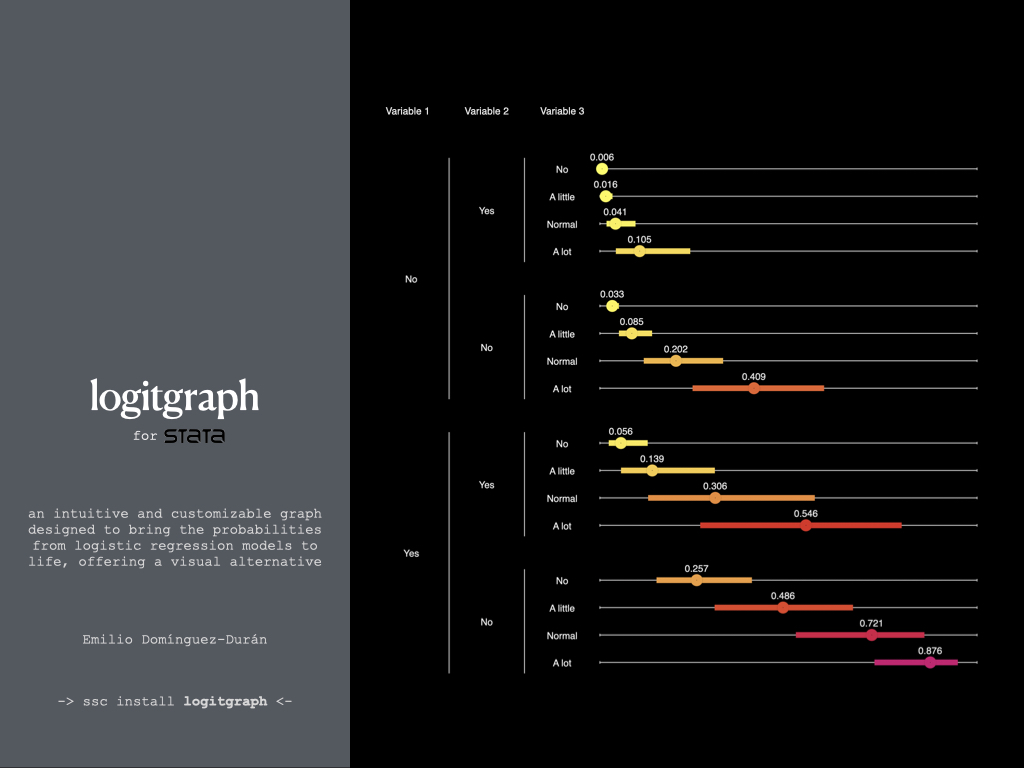 logitgraph
for STATA
an intuitive and customizable graph
designed to bring the probabilities
from logistic regression models to
life, offering a visual alternative
Emilio Domínguez-Durán
-> ssc install logitgraph <-
Variable 1 Variable 2 Variable 3
0.006
No
0.016
A little
Yes
0.041
Normal
0.105
A lot
No
0.033
No
0.085
A little
No
0.202
Normal
0.409
A lot
0.056
No
0.139
A little
Yes
0.306
Normal
0.546
A lot
Yes
0.257
No
0.486
A little
No
0.721
Normal
0.876
A lot